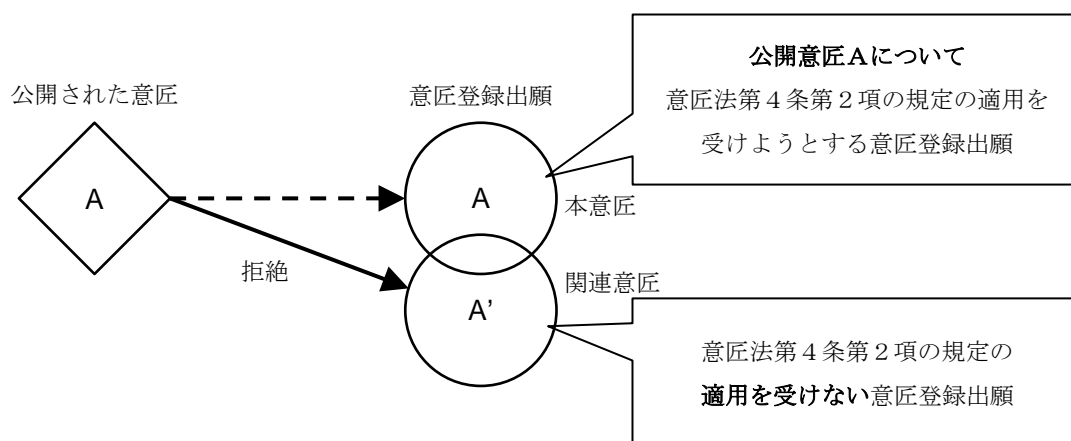 公開された意匠
A
拒絶
意匠登録出願
A
本意匠
関連意匠
A’
公開意匠Aについて
意匠法第４条第２項の規定の適用を
受けようとする意匠登録出願
意匠法第４条第２項の規定の
適用を受けない意匠登録出願